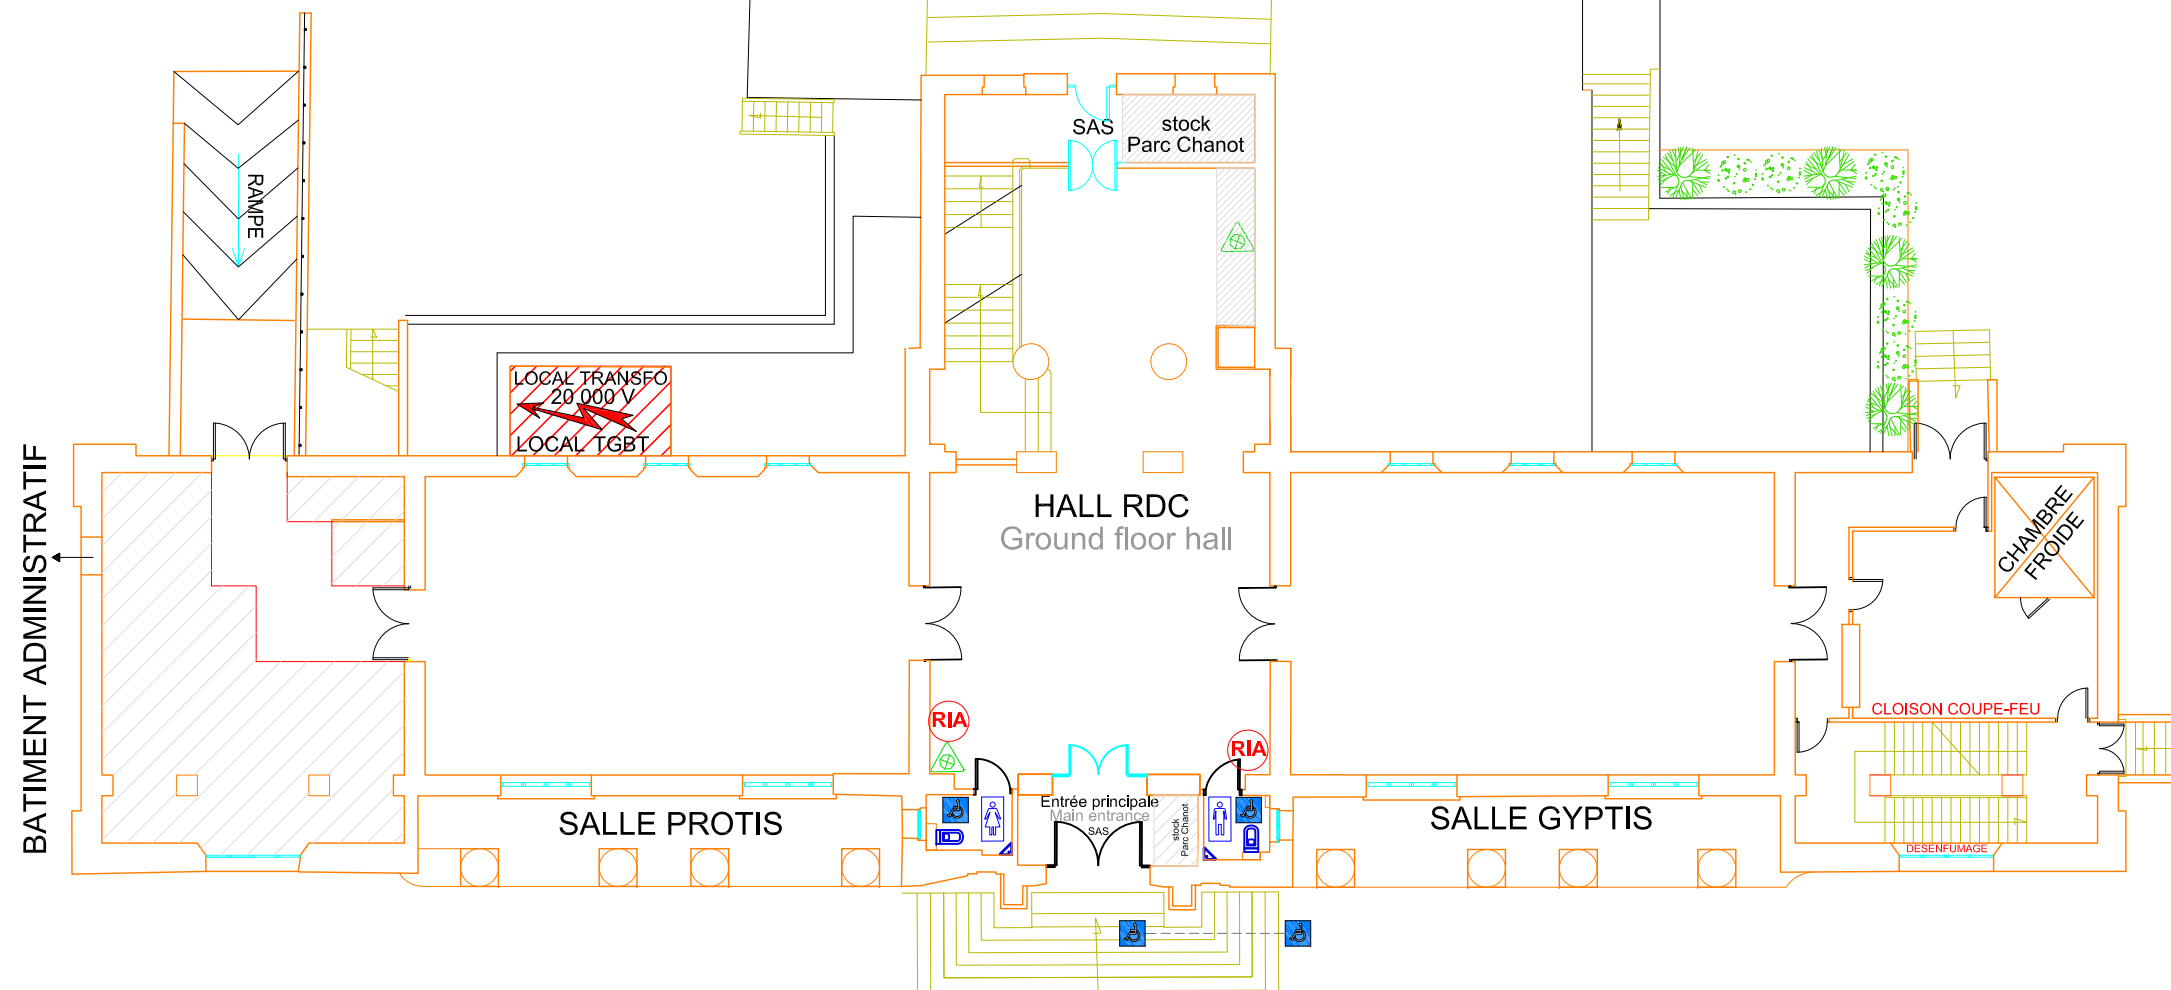 SAS
stock
Parc Chanot
RAMPE
LOCAL TRANSFO
20 000 V
LOCAL TGBT
BATIMENT ADMINISTRATIF
HALL RDC
Ground floor hall
CHAMBRE
FROIDE
RIA
RIA
CLOISON COUPE-FEU
Entrée principale
Main entrance
SAS
stock
Parc Chanot
SALLE PROTIS
SALLE GYPTIS
DESENFUMAGE